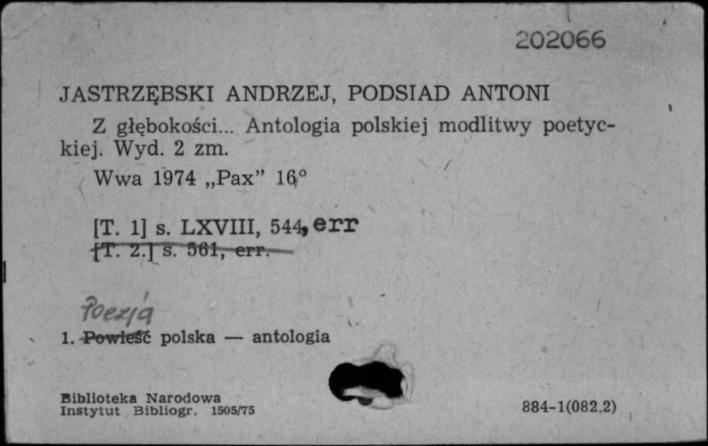 202066
JASTRZĘBSKI ANDRZEJ, PODSIAD ANTONI
Z głębokości... Antologia polskiej modlitwy poetyc-
kiej. Wyd. 2 zm.
Wwa 1974 „Pax” 16°
[T. 1] s. LXVIII, 544, err
[T. 2.] s. 561, err.
Poezja
1. Powieść polska — antologia
Biblioteka Narodowa
Instytut Bibliogr. 1505/75
884-1(082.2)